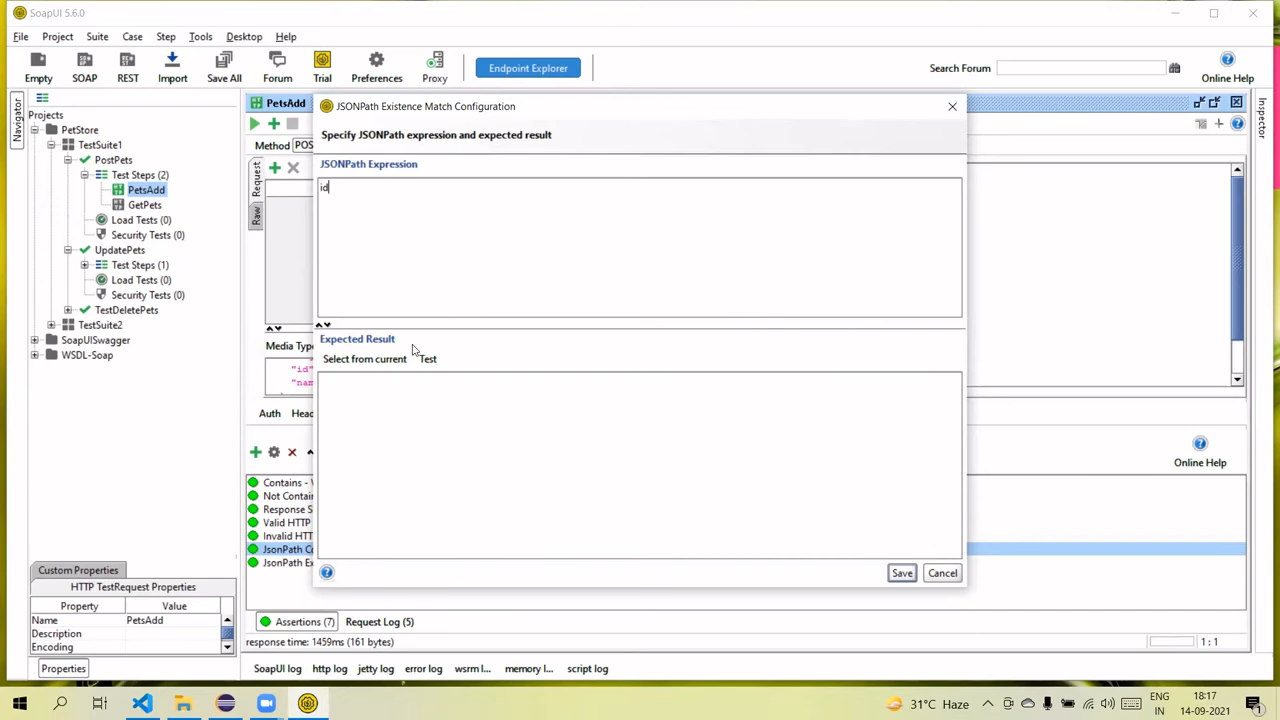 SoapUI 5.6.0
File Project Suite Case Step Tools Desktop Help
Empty SOAP REST Import Save All Forum Trial Preferences Proxy
Endpoint Explorer
Search Forum
Online Help
Navigator
Projects
PetStore
TestSuite1
PostPets
Test Steps (2)
PetsAdd
GetPets
Load Tests (0)
Security Tests (0)
UpdatePets
Test Steps (1)
Load Tests (0)
Security Tests (0)
TestDeletePets
TestSuite2
SoapUISwagger
WSDL-Soap
Custom Properties
HTTP TestRequest Properties
Property Value
Name PetsAdd
Description
Encoding
Properties
PetsAdd
Method POS
Request
Raw
Media Typ
"id"
"nam
Auth Head
JSONPath Existence Match Configuration
Specify JSONPath expression and expected result
JSONPath Expression
id
Expected Result
Select from current Test
Save Cancel
Inspector
Online Help
Contains -
Not Contain
Response S
Valid HTTP
Invalid HTT
JsonPath Co
JsonPath Ex
Assertions (7) Request Log (5)
response time: 1459ms (161 bytes)
1 : 1
SoapUI log http log jetty log error log wsrm l... memory l... script log
31°C Haze
ENG
IN
18:17
14-09-2021
1